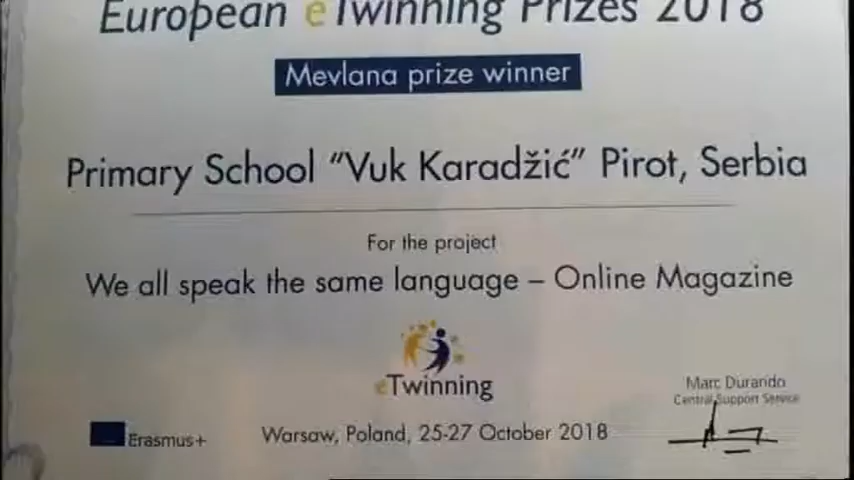 European eTwinning Prizes 2018
Mevlana prize winner
Primary School “Vuk Karadžić” Pirot, Serbia
For the project
We all speak the same language – Online Magazine
eTwinning
Marc Durando
Central Support Service
Erasmus+
Warsaw, Poland, 25-27 October 2018